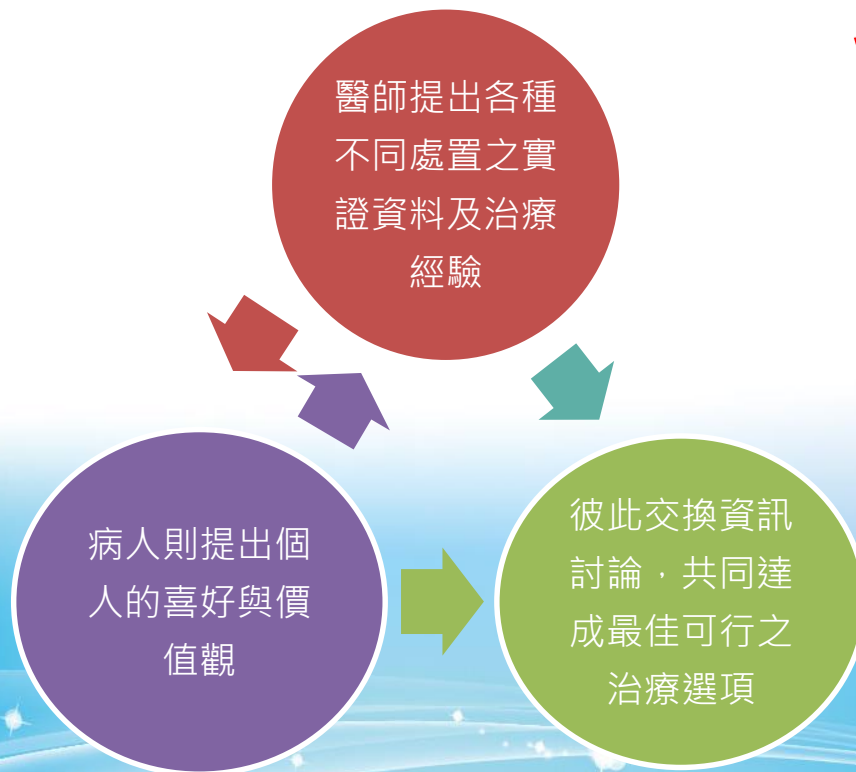 醫師提出各種
不同處置之實
證資料及治療
經驗
病人則提出個
人的喜好與價
值觀
彼此交換資訊
討論，共同達
成最佳可行之
治療選項